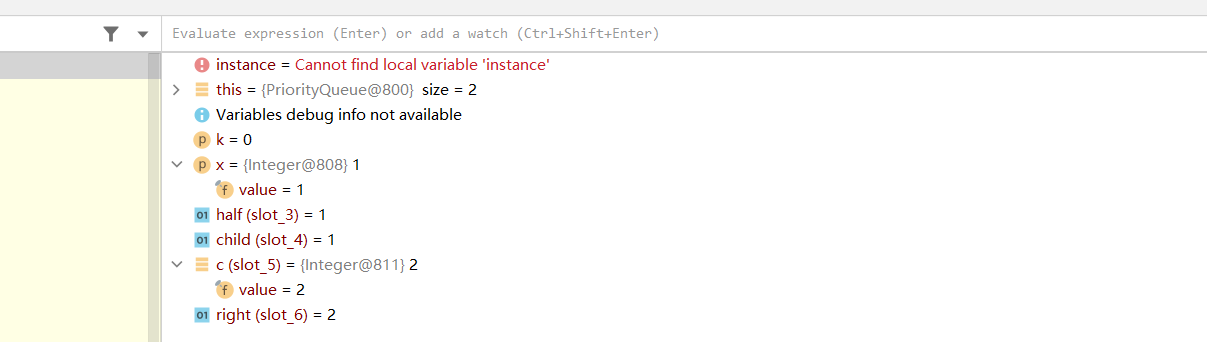 Evaluate expression (Enter) or add a watch (Ctrl+Shift+Enter)
instance = Cannot find local variable 'instance'
this = {PriorityQueue@800} size = 2
Variables debug info not available
p k = 0
p x = {Integer@808} 1
f value = 1
01 half (slot_3) = 1
01 child (slot_4) = 1
c (slot_5) = {Integer@811} 2
f value = 2
01 right (slot_6) = 2